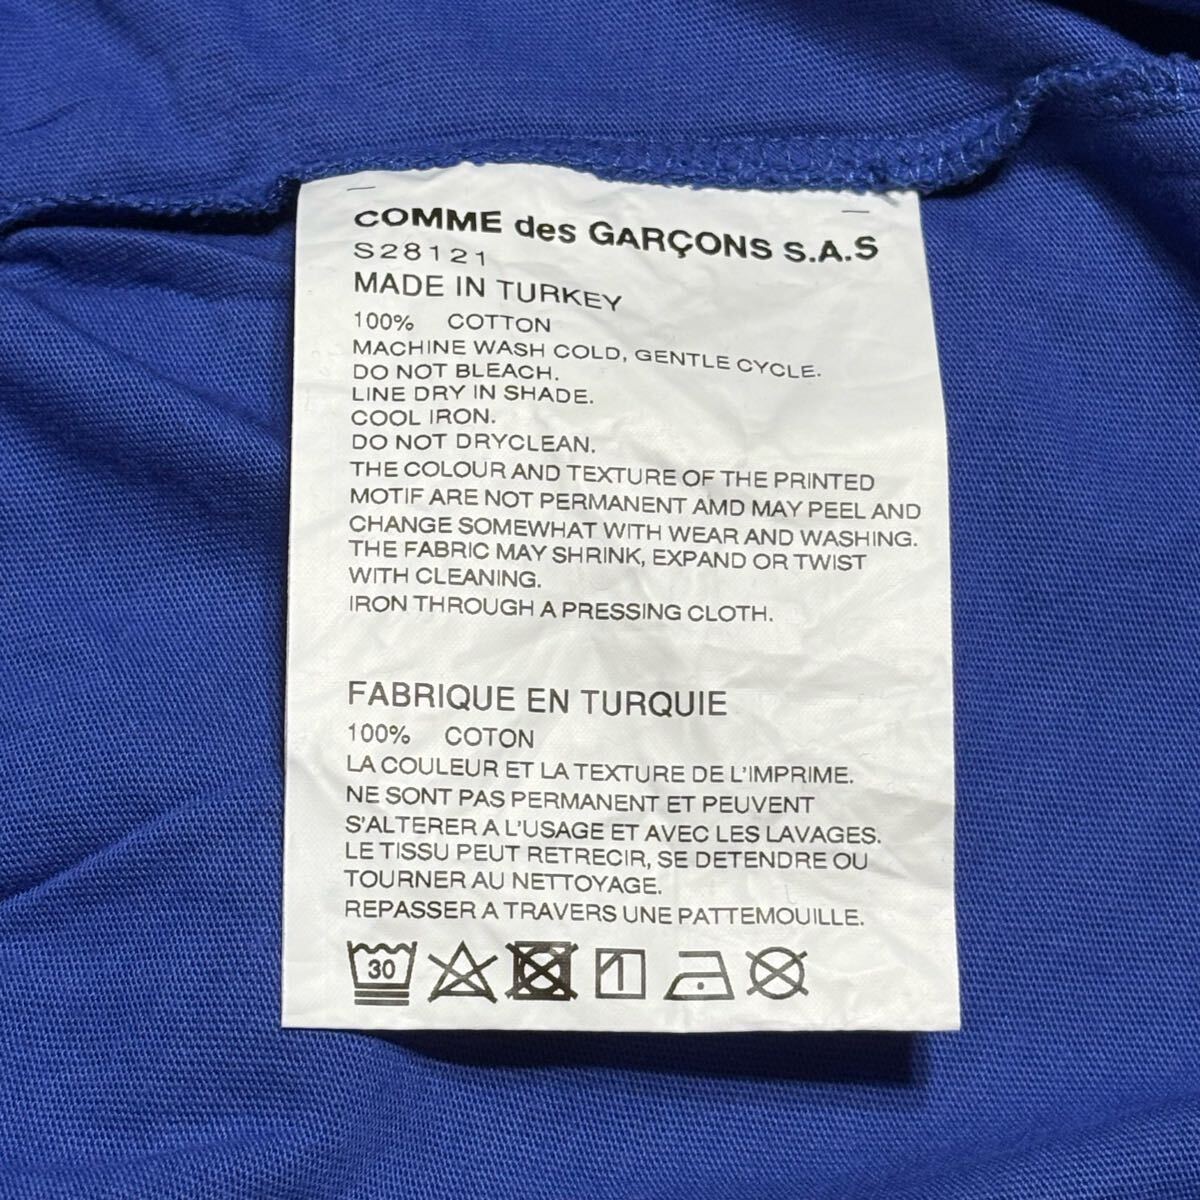 COMME des GARÇONS S.A.S
S28121
MADE IN TURKEY
100% COTTON
MACHINE WASH COLD, GENTLE CYCLE.
DO NOT BLEACH.
LINE DRY IN SHADE.
COOL IRON.
DO NOT DRYCLEAN.
THE COLOUR AND TEXTURE OF THE PRINTED
MOTIF ARE NOT PERMANENT AMD MAY PEEL AND
CHANGE SOMEWHAT WITH WEAR AND WASHING.
THE FABRIC MAY SHRINK, EXPAND OR TWIST
WITH CLEANING.
IRON THROUGH A PRESSING CLOTH.
FABRIQUE EN TURQUIE
100% COTON
LA COULEUR ET LA TEXTURE DE L'IMPRIME.
NE SONT PAS PERMANENT ET PEUVENT
S'ALTERER A L'USAGE ET AVEC LES LAVAGES.
LE TISSU PEUT RETRECIR, SE DETENDRE OU
TOURNER AU NETTOYAGE.
REPASSER A TRAVERS UNE PATTEMOUILLE.
30